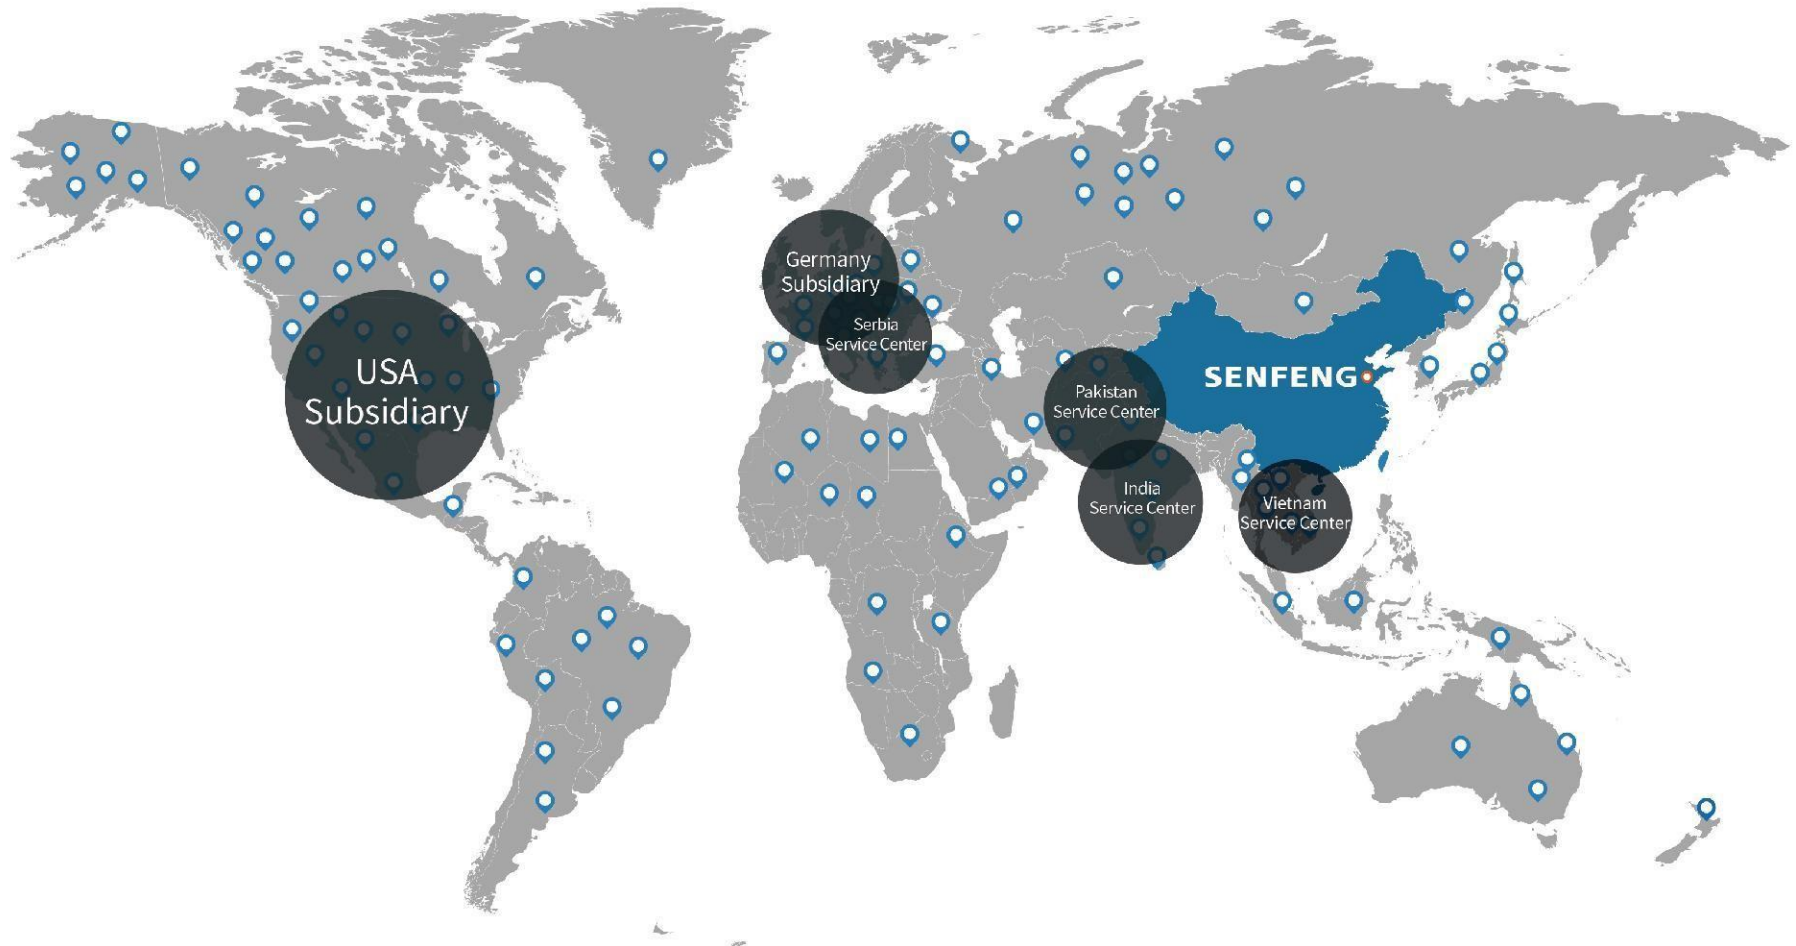 Germany
Subsidiary
Serbia
Service Center
USA
Subsidiary
SENFENG
Pakistan
Service Center
India
Service Center
Vietnam
Service Center